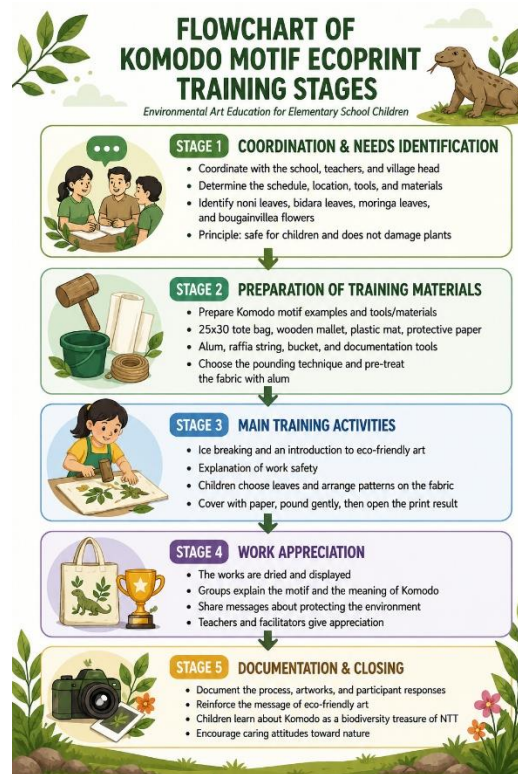 FLOWCHART OF
KOMODO MOTIF ECOPRINT
TRAINING STAGES
Environmental Art Education for Elementary School Children
STAGE 1 COORDINATION & NEEDS IDENTIFICATION
• Coordinate with the school, teachers, and village head
• Determine the schedule, location, tools, and materials
• Identify noni leaves, bidara leaves, moringa leaves,
and bougainvillea flowers
• Principle: safe for children and does not damage plants
STAGE 2 PREPARATION OF TRAINING MATERIALS
• Prepare Komodo motif examples and tools/materials
• 25x30 tote bag, wooden mallet, plastic mat, protective paper
• Alum, raffia string, bucket, and documentation tools
• Choose the pounding technique and pre-treat
the fabric with alum
STAGE 3 MAIN TRAINING ACTIVITIES
• Ice breaking and an introduction to eco-friendly art
• Explanation of work safety
• Children choose leaves and arrange patterns on the fabric
• Cover with paper, pound gently, then open the print result
STAGE 4 WORK APPRECIATION
• The works are dried and displayed
• Groups explain the motif and the meaning of Komodo
• Share messages about protecting the environment
• Teachers and facilitators give appreciation
STAGE 5 DOCUMENTATION & CLOSING
• Document the process, artworks, and participant responses
• Reinforce the message of eco-friendly art
• Children learn about Komodo as a biodiversity treasure of NTT
• Encourage caring attitudes toward nature